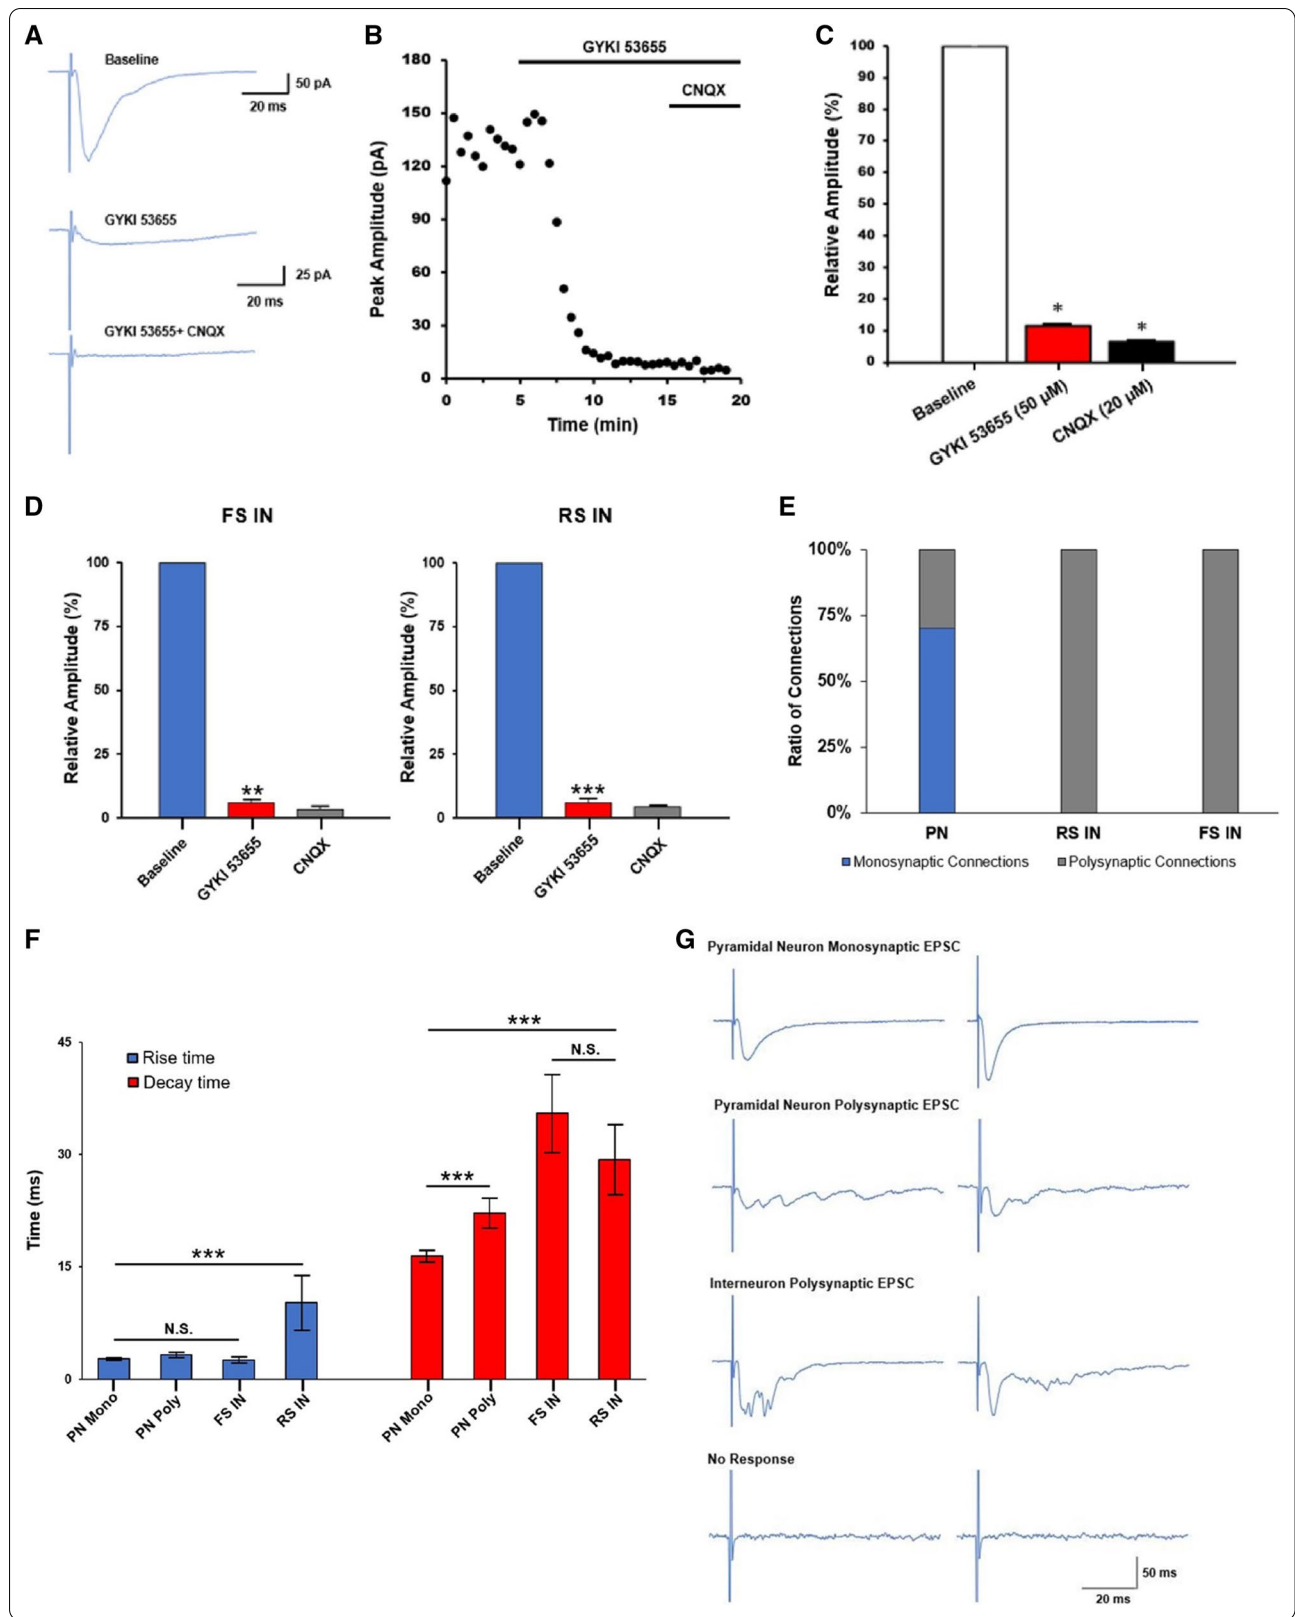 A
Baseline
50 pA
20 ms
GYKI 53655
25 pA
20 ms
GYKI 53655+ CNQX
B
GYKI 53655
CNQX
180
150
120
90
60
30
0
Peak Amplitude (pA)
0
5
10
15
20
Time (min)
C
100
90
80
70
60
50
40
30
20
10
0
Relative Amplitude (%)
*
*
Baseline
GYKI 53655 (50 µM)
CNQX (20 µM)
D
FS IN
100
75
50
25
0
Relative Amplitude (%)
**
Baseline
GYKI 53655
CNQX
RS IN
100
75
50
25
0
Relative Amplitude (%)
***
Baseline
GYKI 53655
CNQX
E
100%
75%
50%
25%
0%
Ratio of Connections
PN
RS IN
FS IN
Monosynaptic Connections
Polysynaptic Connections
F
45
30
15
0
Time (ms)
Rise time
Decay time
***
N.S.
***
N.S.
***
PN Mono
PN Poly
FS IN
RS IN
PN Mono
PN Poly
FS IN
RS IN
G
Pyramidal Neuron Monosynaptic EPSC
Pyramidal Neuron Polysynaptic EPSC
Interneuron Polysynaptic EPSC
No Response
50 ms
20 ms